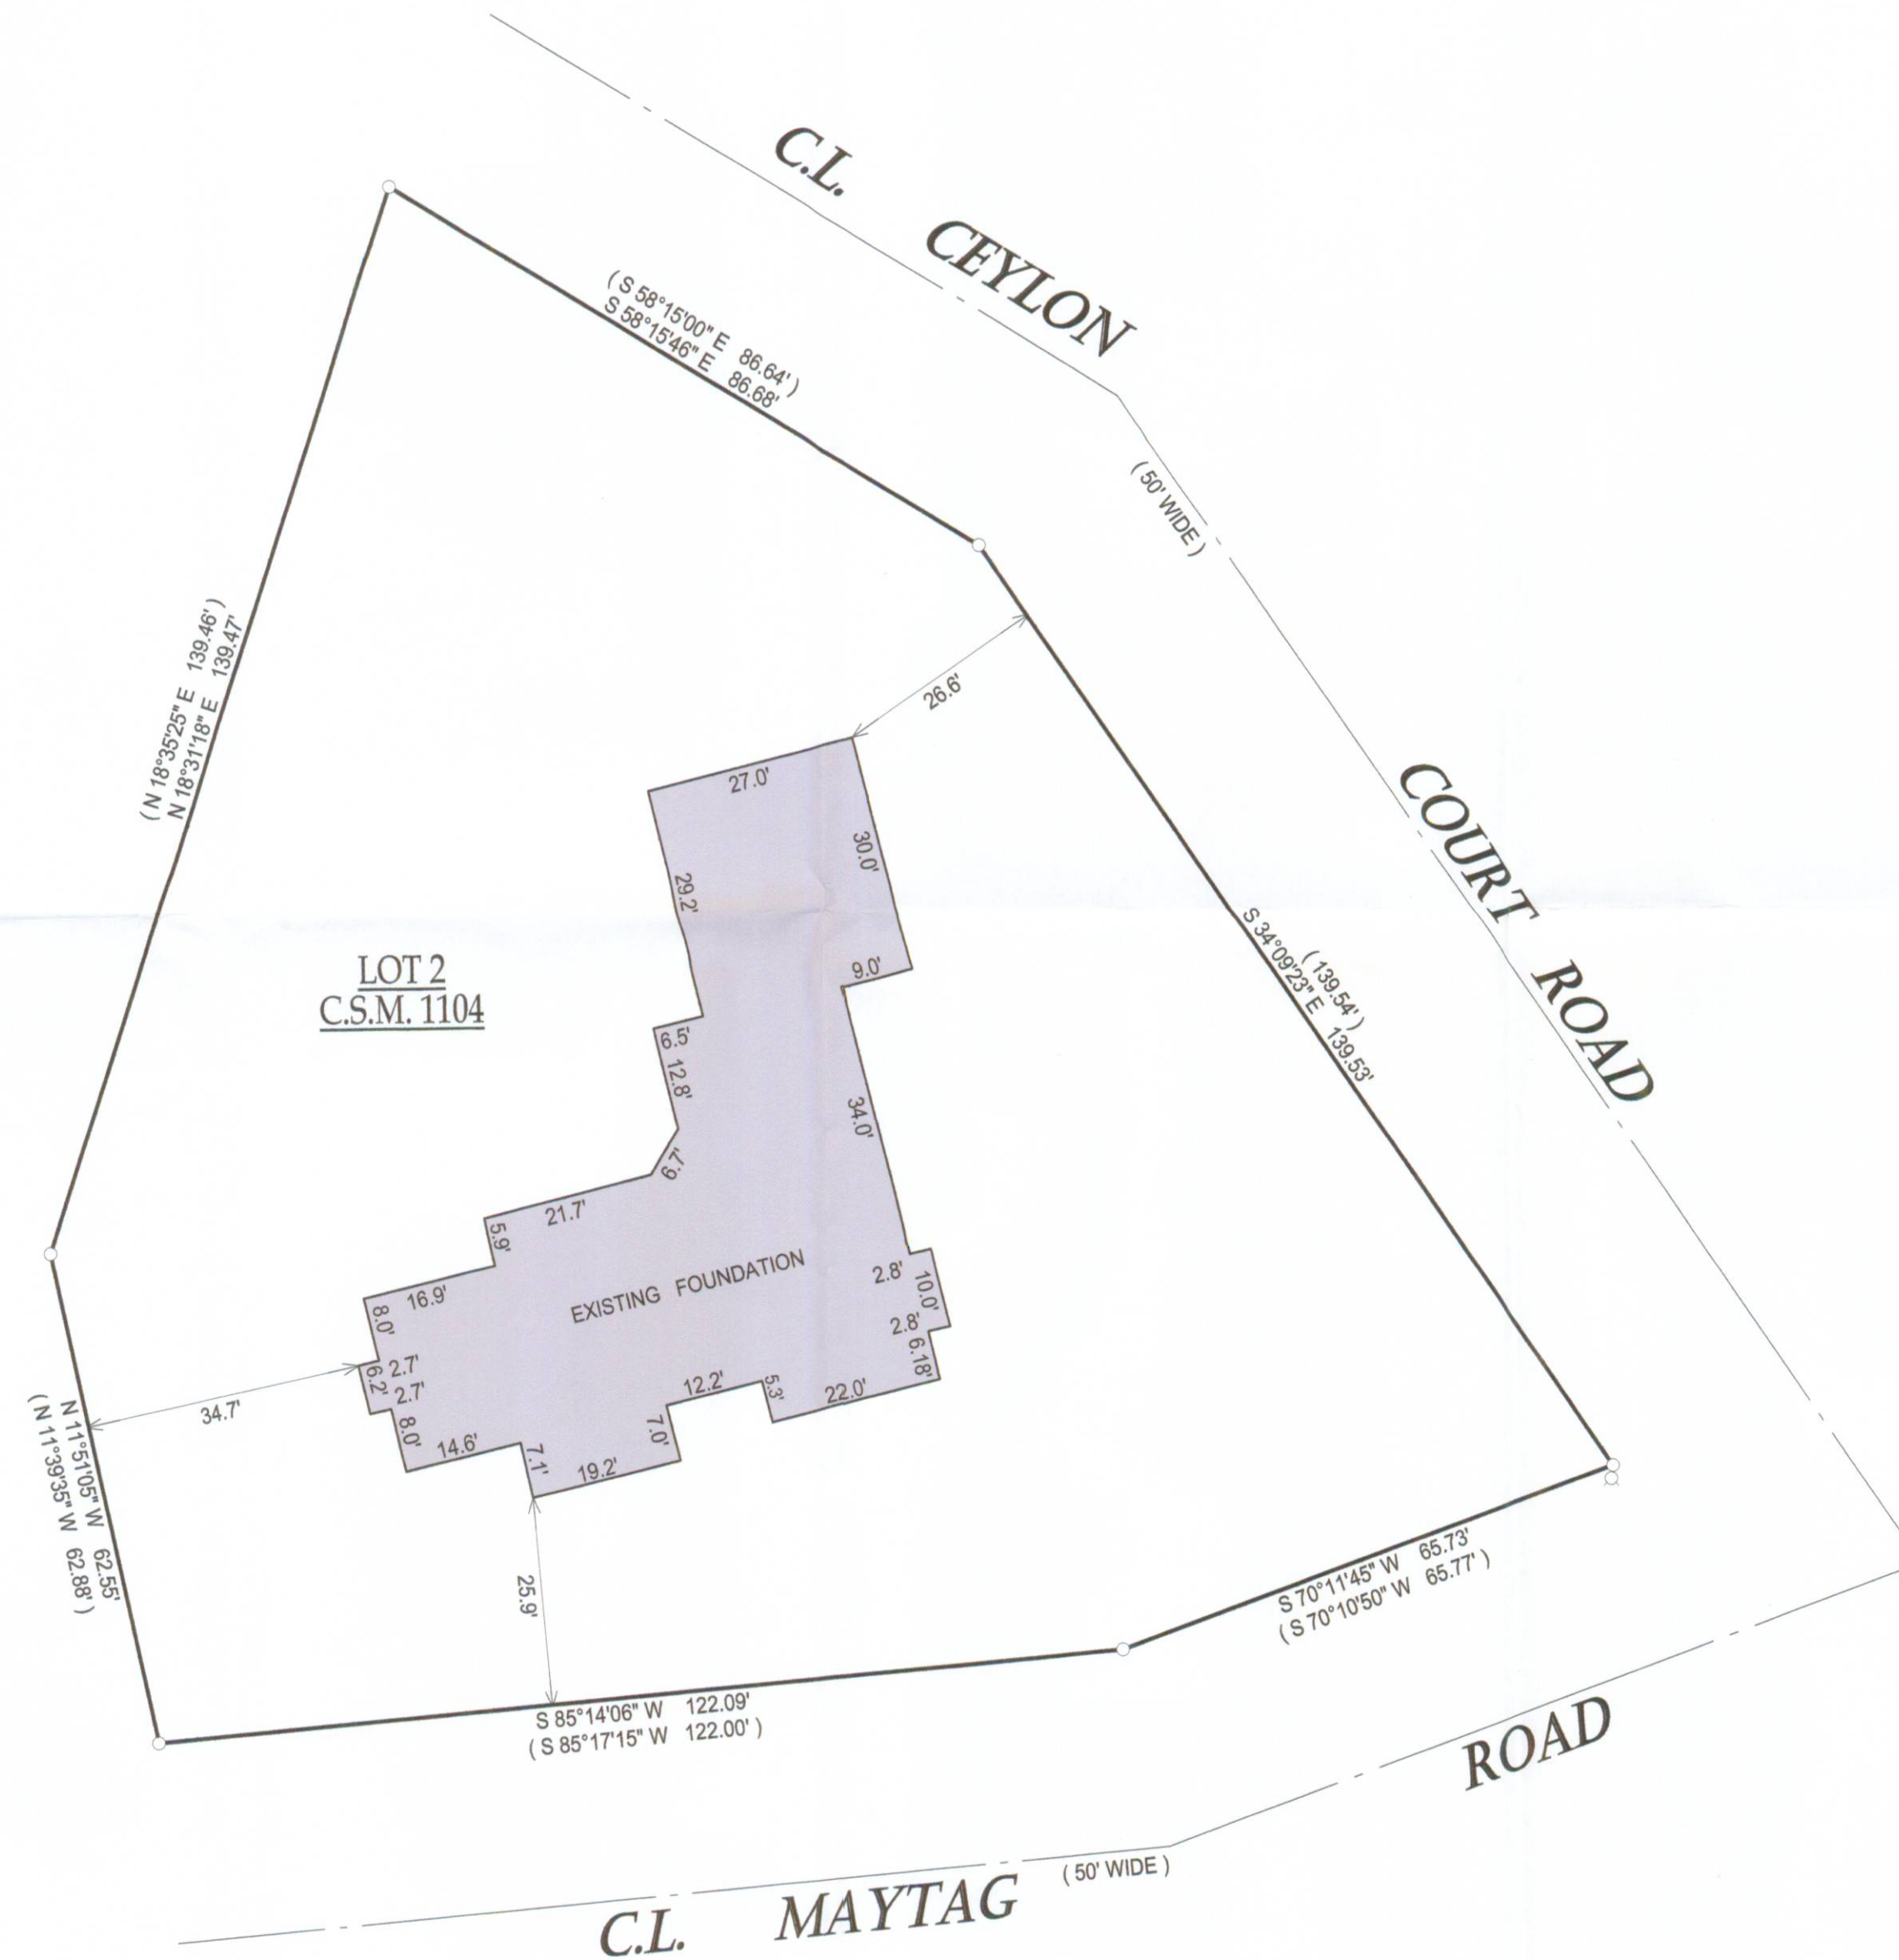 C.L. CEYLON
COURT ROAD
( 50' WIDE )
( S 58°15'00" E 86.64' )
S 58°15'46" E 86.68'
( N 18°35'25" E 139.46' )
N 18°31'18" E 139.47'
26.6'
27.0'
30.0'
29.2'
9.0'
( 139.54' )
S 34°09'23" E 139.53'
LOT 2
C.S.M. 1104
6.5'
12.8'
34.0'
6.7'
21.7'
5.9'
EXISTING FOUNDATION
2.8'
10.0'
2.8'
6.18'
16.9'
8.0'
2.7'
6.2'
2.7'
8.0'
34.7'
14.6'
7.1'
19.2'
7.0'
12.2'
5.3'
22.0'
25.9'
N 11°51'05" W 62.55'
( N 11°39'35" W 62.88' )
S 70°11'45" W 65.73'
( S 70°10'50" W 65.77' )
S 85°14'06" W 122.09'
( S 85°17'15" W 122.00' )
C.L. MAYTAG ROAD
( 50' WIDE )